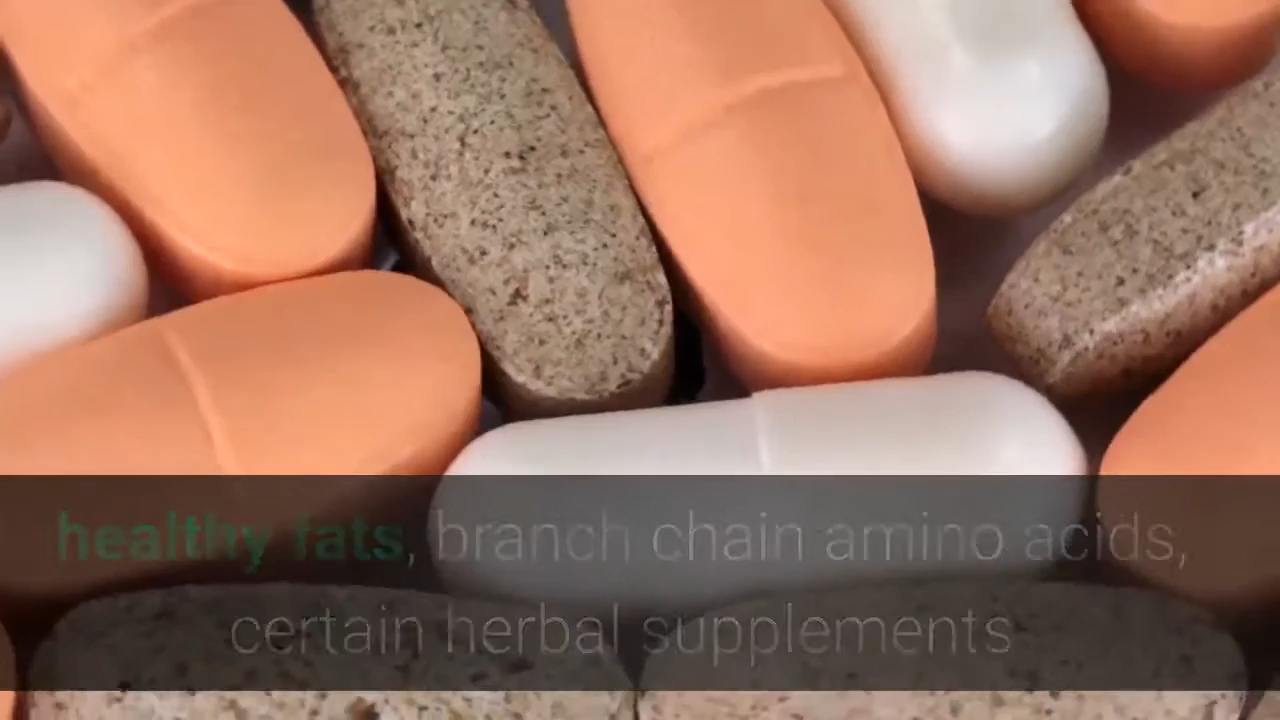 healthy fats, branch chain amino acids,
certain herbal supplements